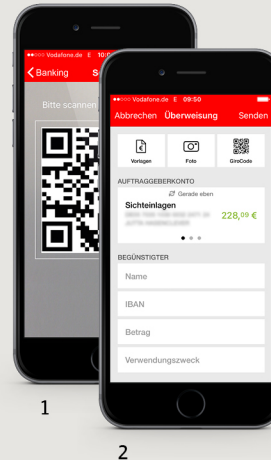 Vodafone.de E 10:0
Banking
Bitte scannen
1
Vodafone.de E 09:50
Abbrechen Überweisung Senden
Vorlagen Foto GiroCode
AUFTRAGGEBERKONTO
Gerade eben
Sichteinlagen
228,09 €
BEGÜNSTIGTER
Name
IBAN
Betrag
Verwendungszweck
2